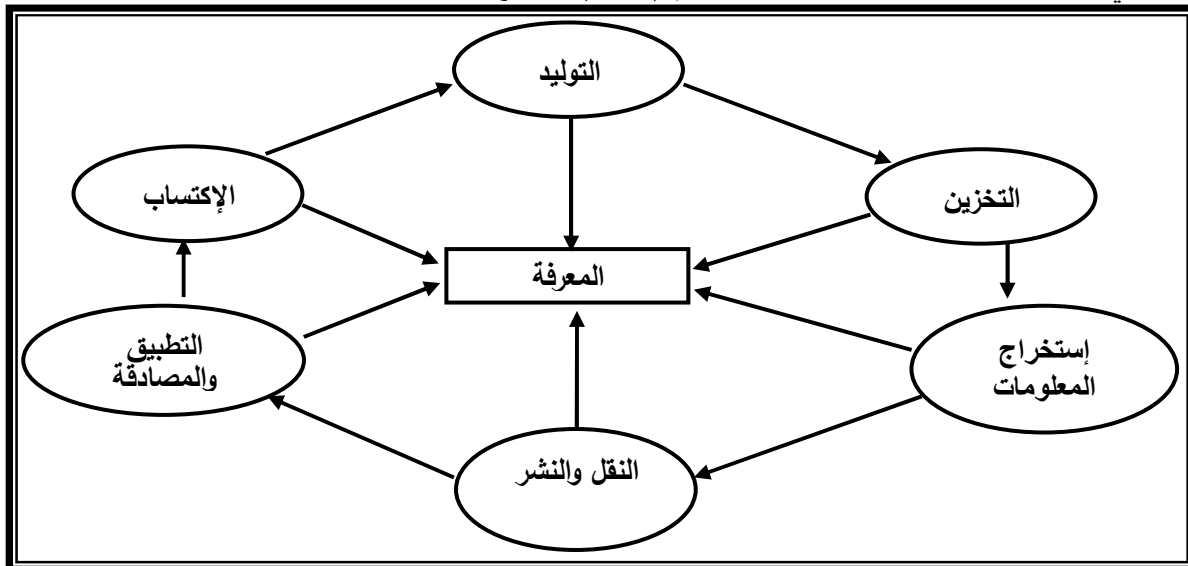 التوليد
الإكتساب
التخزين
المعرفة
التطبيق
والمصادقة
إستخراج
المعلومات
النقل والنشر